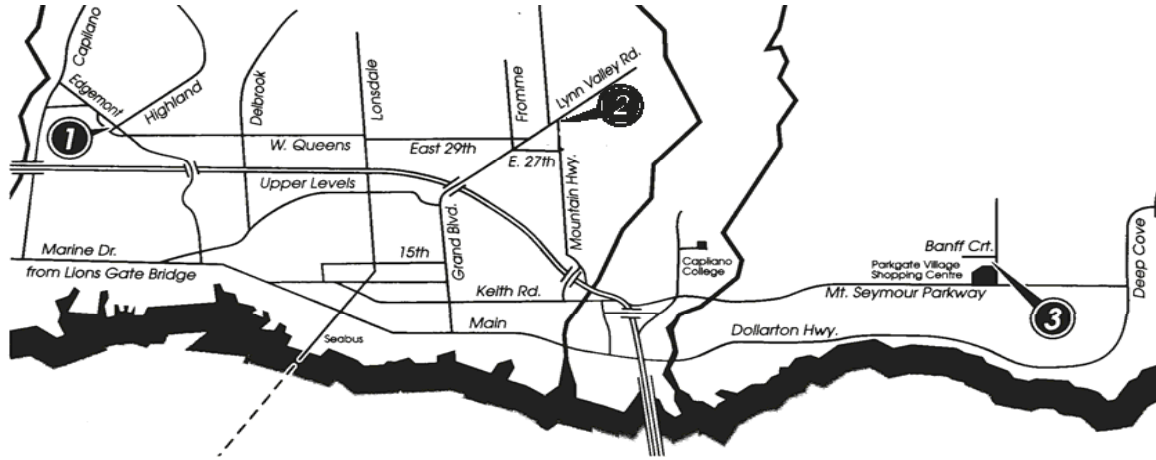 Capilano
Edgemont
Highland
Delbrook
Lonsdale
Fromme
Lynn Valley Rd.
1
2
W. Queens
East 29th
E. 27th
Upper Levels
Mountain Hwy.
Grand Blvd.
Marine Dr.
from Lions Gate Bridge
15th
Capliano
College
Banff Crt.
Parkgate Village
Shopping Centre
Deep Cove
Keith Rd.
Mt. Seymour Parkway
Main
Dollarton Hwy.
3
Seabus